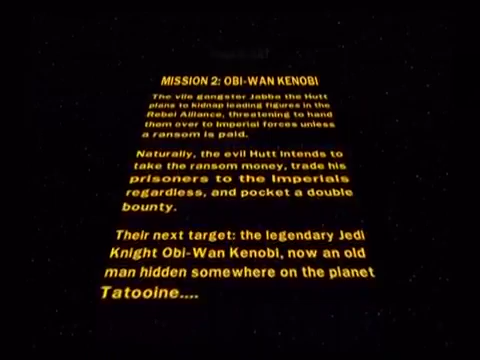 MISSION 2: OBI-WAN KENOBI
The vile gangster Jabba the Hutt
plans to kidnap leading figures in the
Rebel Alliance, threatening to hand
them over to Imperial forces unless
a ransom is paid.
Naturally, the evil Hutt intends to
take the ransom money, trade his
prisoners to the Imperials
regardless, and pocket a double
bounty.
Their next target: the legendary Jedi
Knight Obi-Wan Kenobi, now an old
man hidden somewhere on the planet
Tatooine....